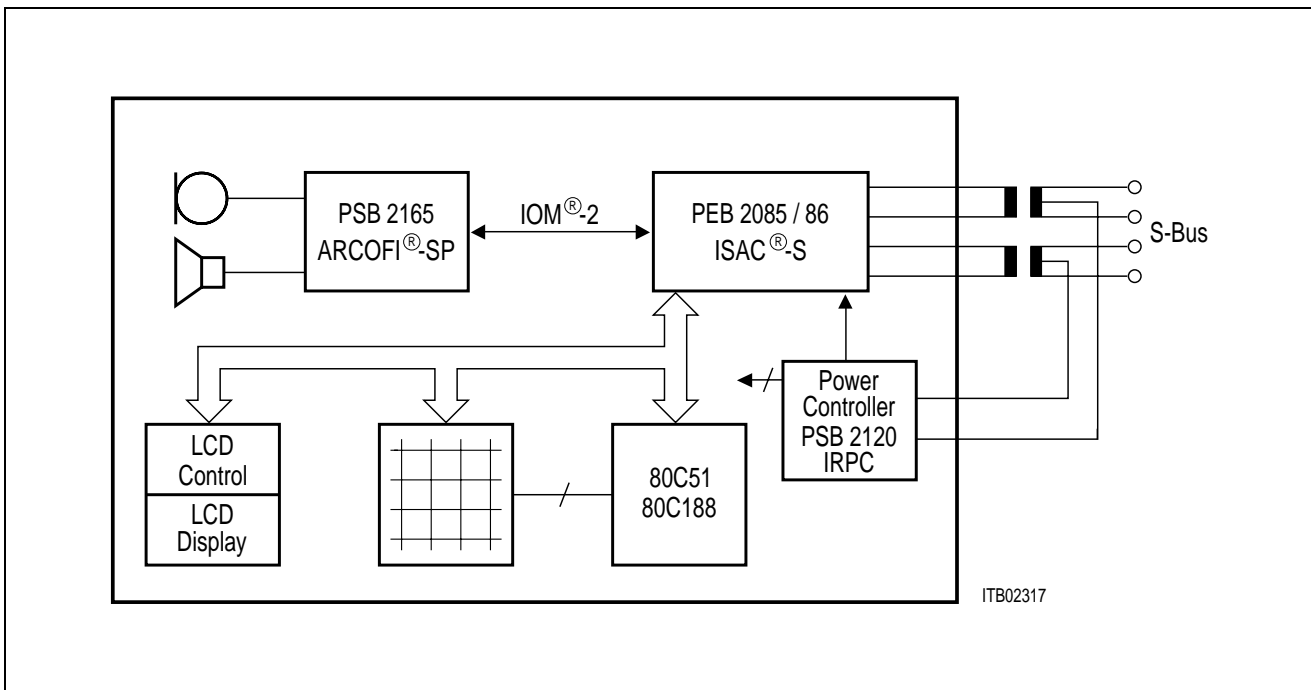 PSB 2165
ARCOFI®-SP
IOM®-2
PEB 2085 / 86
ISAC®-S
S-Bus
Power
Controller
PSB 2120
IRPC
LCD
Control
LCD
Display
80C51
80C188
ITB02317